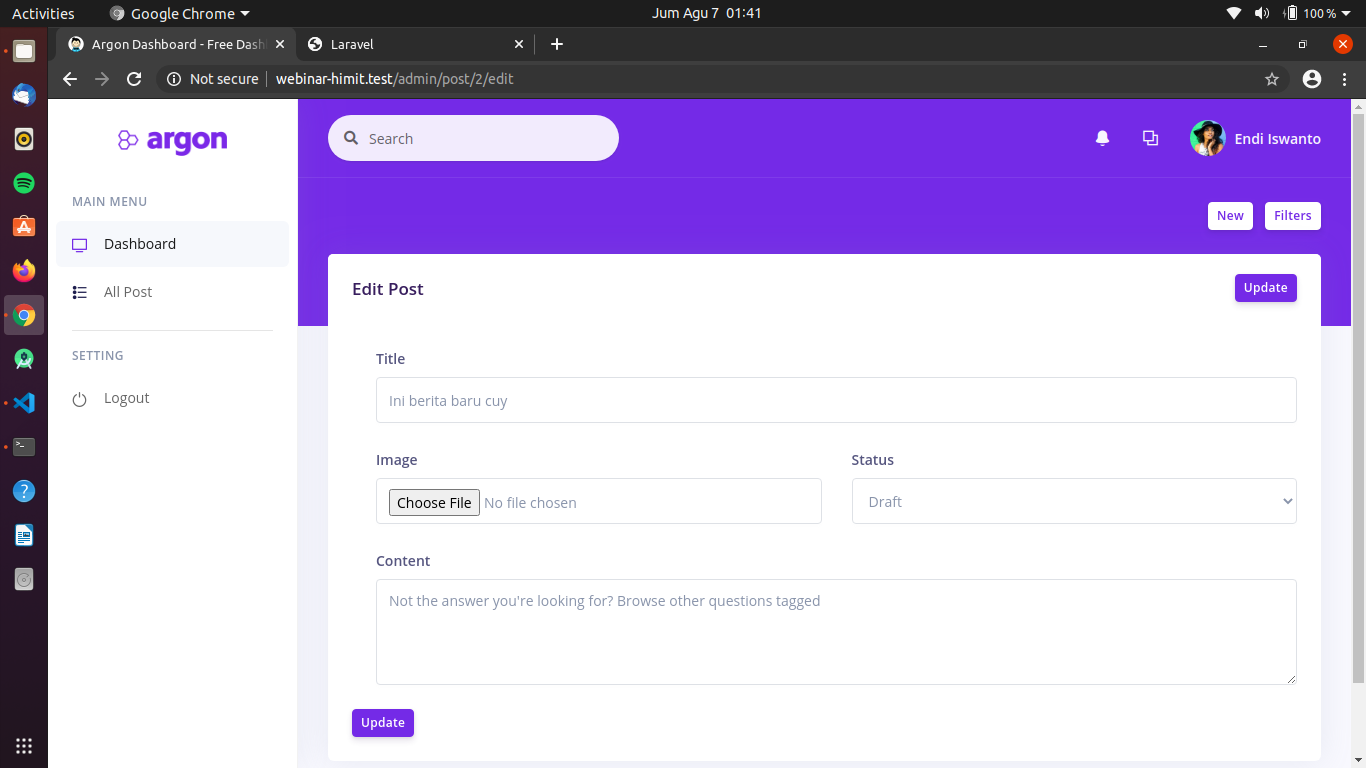 Activities Google Chrome Jum Agu 7 01:41 100 %
Argon Dashboard - Free Dash Laravel
Not secure webinar-himit.test/admin/post/2/edit
argon
Search
Endi Iswanto
MAIN MENU
Dashboard
All Post
SETTING
Logout
New Filters
Edit Post Update
Title
Ini berita baru cuy
Image Status
Choose File No file chosen Draft
Content
Not the answer you're looking for? Browse other questions tagged
Update